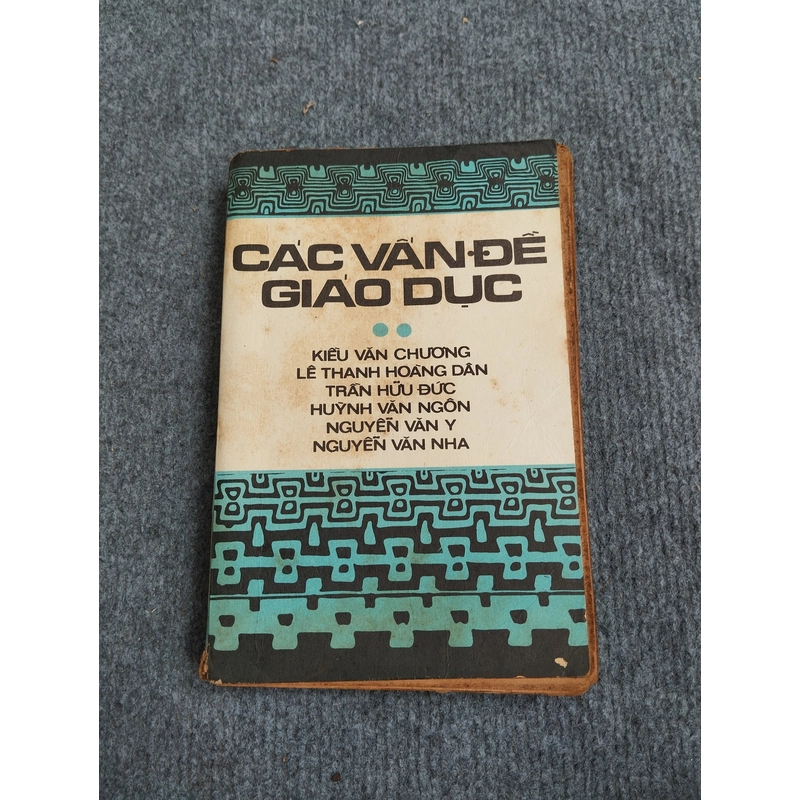 CÁC VẤN-ĐỀ
GIÁO DỤC
KIỀU VĂN CHƯƠNG
LÊ THANH HOÀNG DÂN
TRẦN HỮU ĐỨC
HUỲNH VĂN NGÔN
NGUYỄN VĂN Y
NGUYỄN VĂN NHA